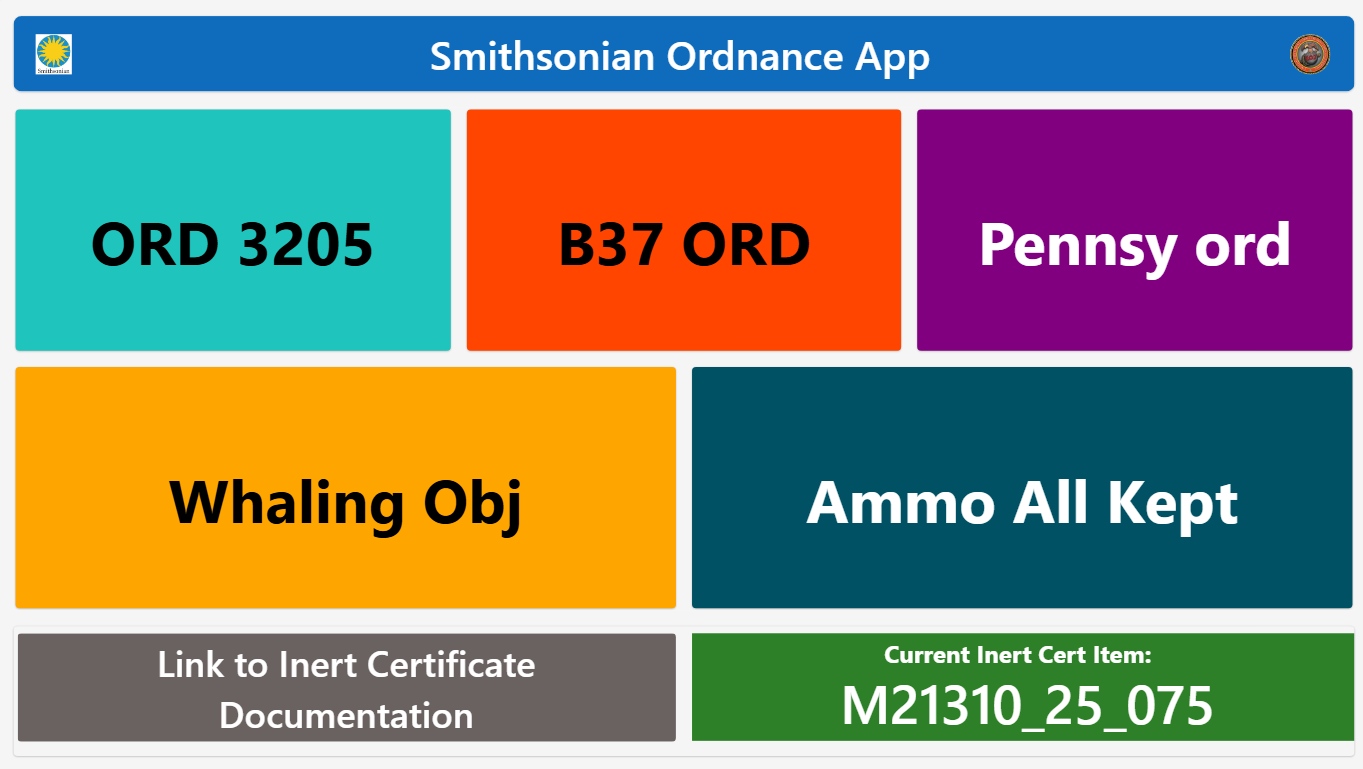 Smithsonian
Smithsonian Ordnance App
ORD 3205
B37 ORD
Pennsy ord
Whaling Obj
Ammo All Kept
Link to Inert Certificate
Documentation
Current Inert Cert Item:
M21310_25_075